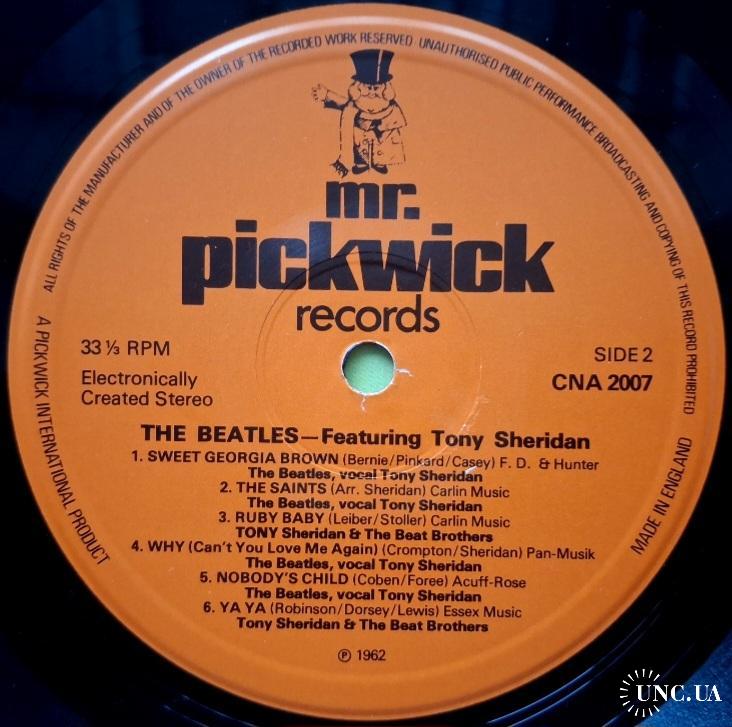 ALL RIGHTS OF THE MANUFACTURER AND OF THE OWNER OF THE RECORDED WORK RESERVED · UNAUTHORISED PUBLIC PERFORMANCE BROADCASTING AND COPYING OF THIS RECORD PROHIBITED
mr.
pickwick
records
33 ⅓ RPM
SIDE 2
Electronically
Created Stereo
CNA 2007
THE BEATLES—Featuring Tony Sheridan
1. SWEET GEORGIA BROWN (Bernie/Pinkard/Casey) F. D. & Hunter
The Beatles, vocal Tony Sheridan
2. THE SAINTS (Arr. Sheridan) Carlin Music
The Beatles, vocal Tony Sheridan
3. RUBY BABY (Leiber/Stoller) Carlin Music
TONY Sheridan & The Beat Brothers
4. WHY (Can't You Love Me Again) (Crompton/Sheridan) Pan-Musik
The Beatles, vocal Tony Sheridan
5. NOBODY'S CHILD (Coben/Foree) Acuff-Rose
The Beatles, vocal Tony Sheridan
6. YA YA (Robinson/Dorsey/Lewis) Essex Music
Tony Sheridan & The Beat Brothers
℗ 1962
A PICKWICK INTERNATIONAL PRODUCT
MADE IN ENGLAND
UNC.UA